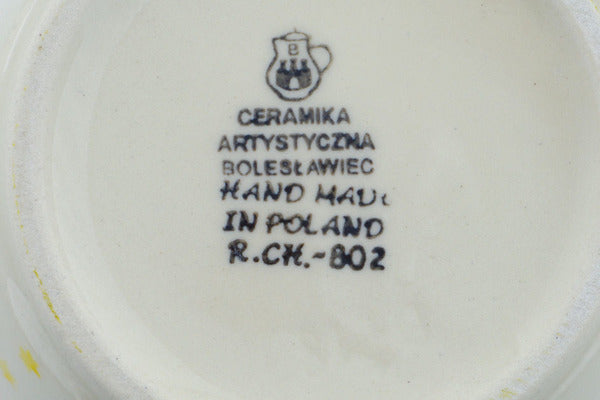 B
CERAMIKA
ARTYSTYCZNA
BOLESŁAWIEC
HAND MADE
IN POLAND
R.CH.-802